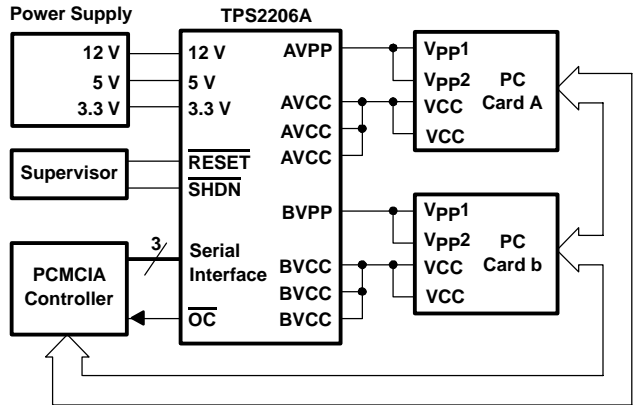 Power Supply
TPS2206A
12 V
5 V
3.3 V
12 V
5 V
3.3 V
AVPP
AVCC
AVCC
AVCC
VPP1
VPP2
VCC
VCC
PC
Card A
Supervisor
RESET
SHDN
BVPP
BVCC
BVCC
BVCC
VPP1
VPP2
VCC
VCC
PC
Card b
PCMCIA
Controller
3
Serial
Interface
OC